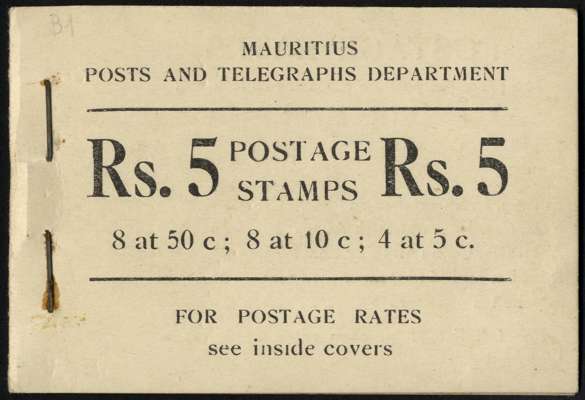 B1
MAURITIUS
POSTS AND TELEGRAPHS DEPARTMENT
Rs. 5 POSTAGE STAMPS Rs. 5
8 at 50 c ; 8 at 10 c ; 4 at 5 c.
FOR POSTAGE RATES
see inside covers